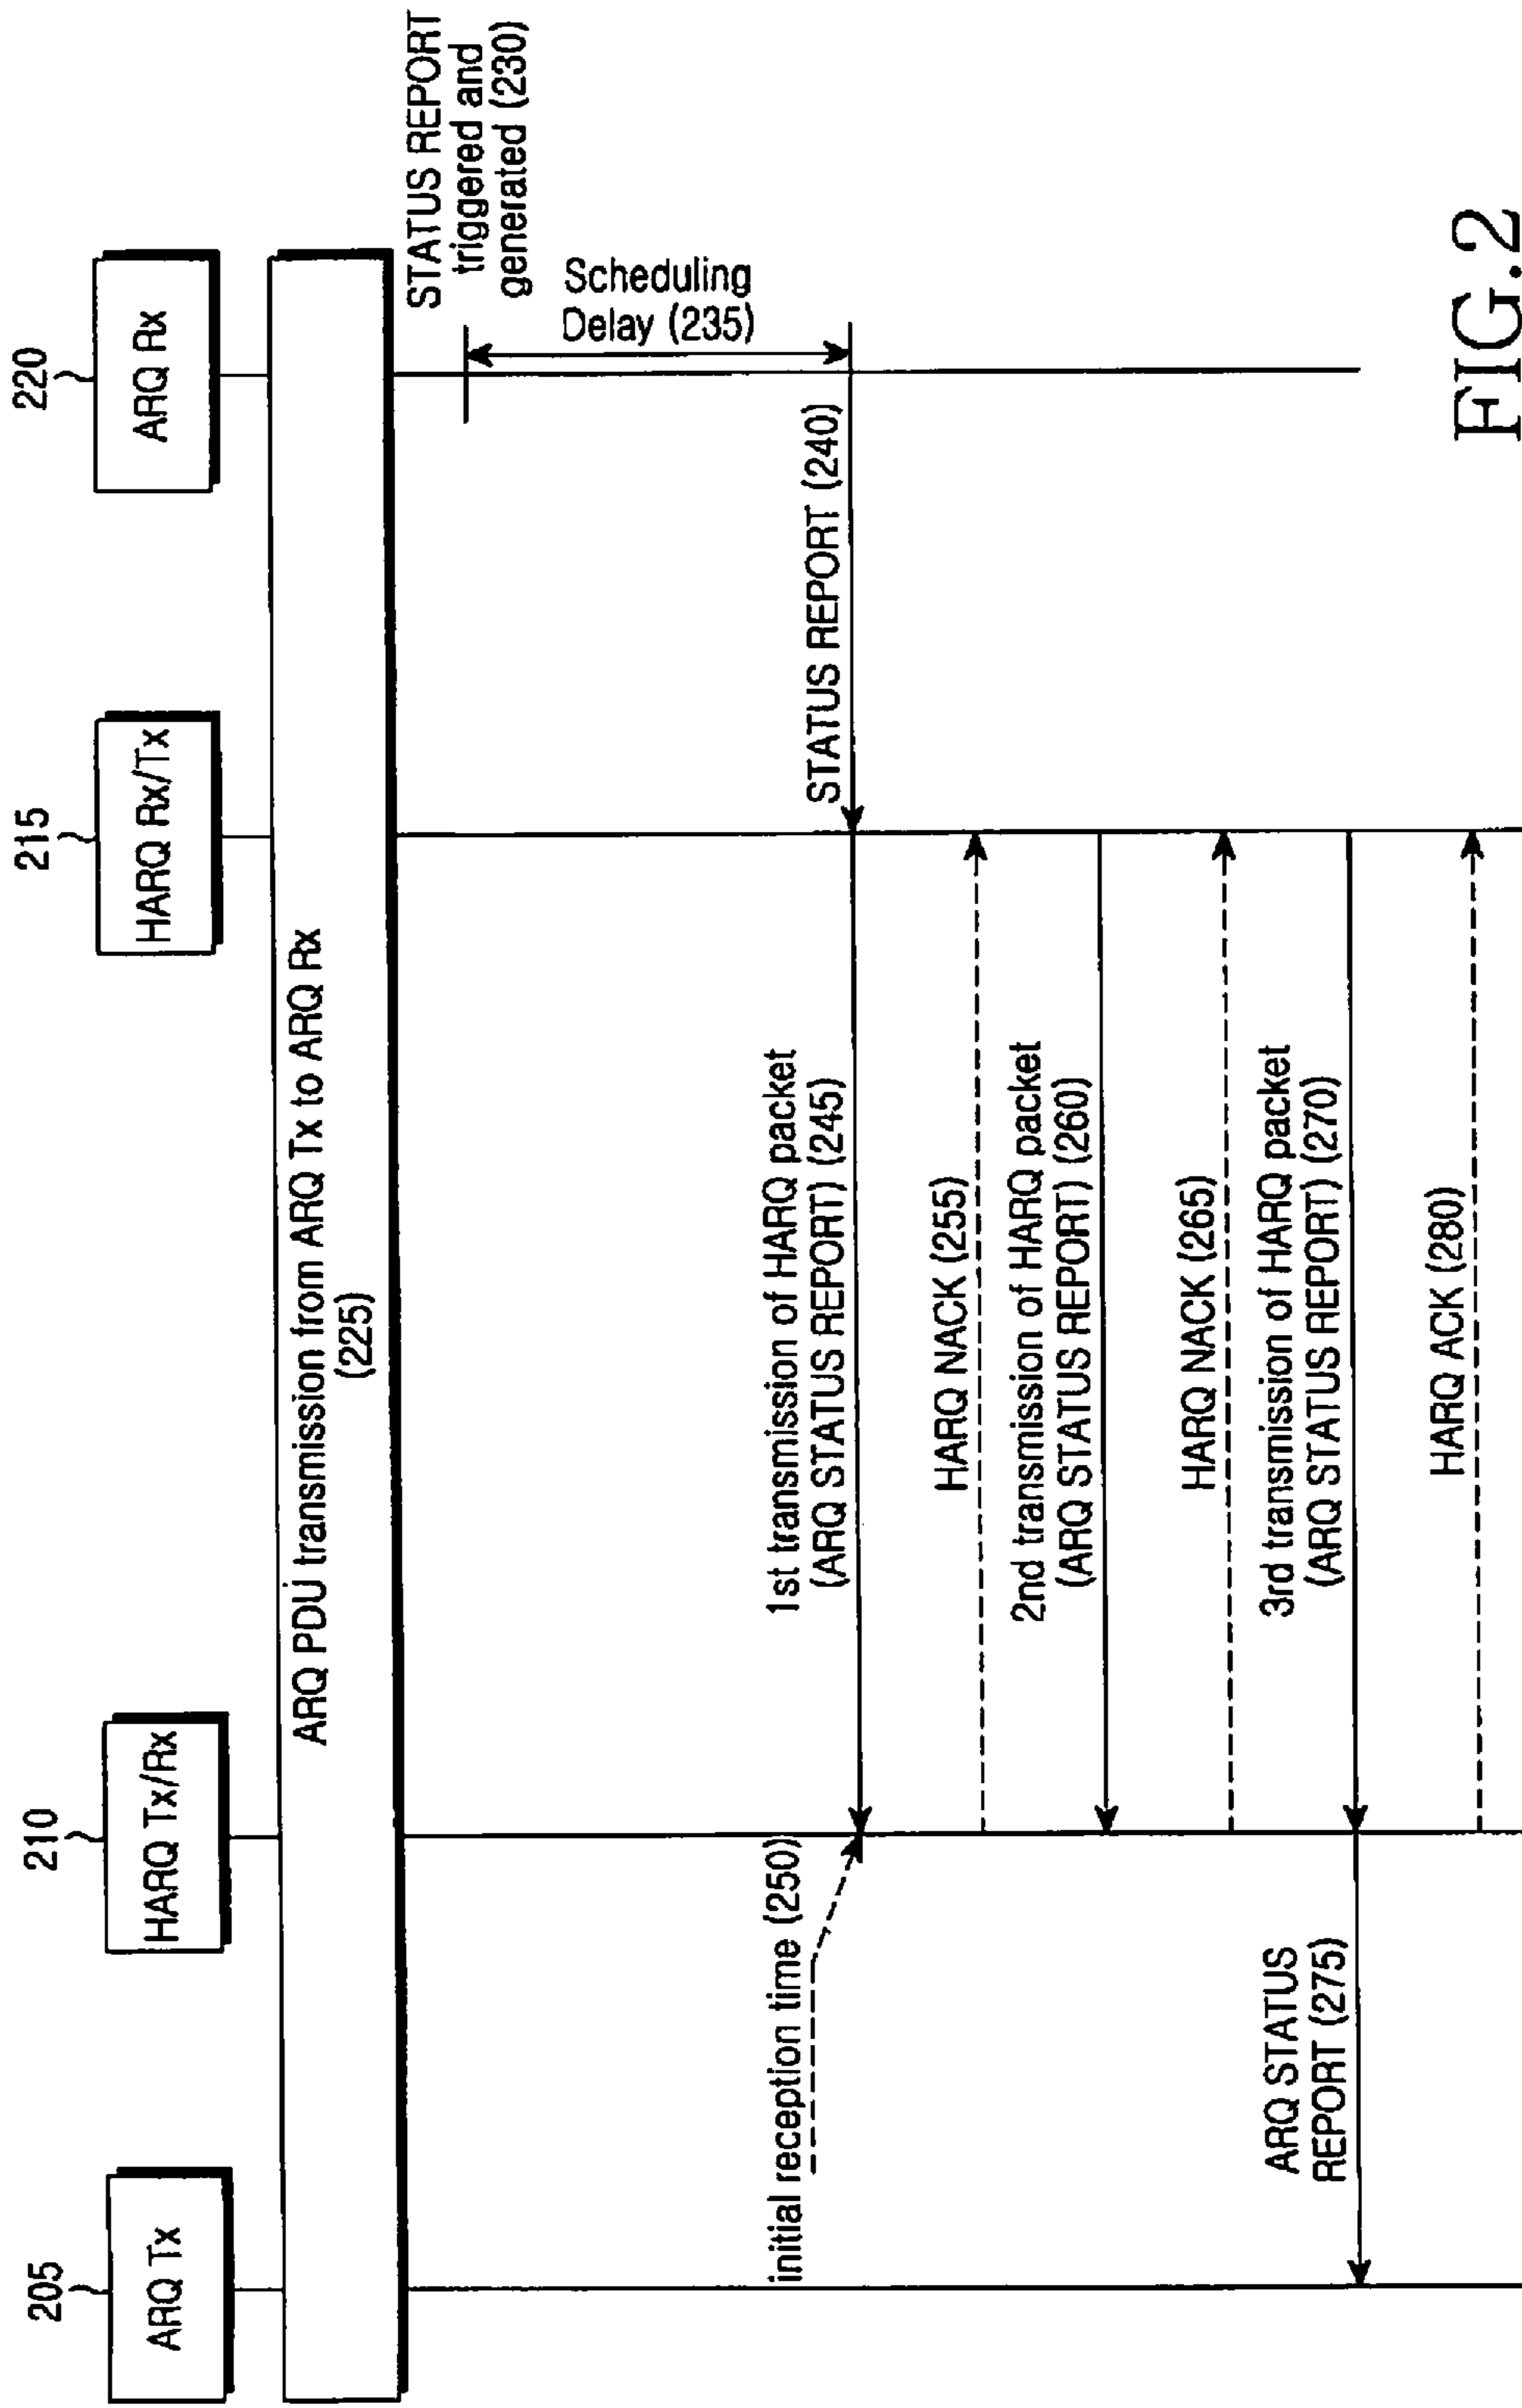 205
210
215
220
ARQ Tx
HARQ Tx/Rx
HARQ Rx/Tx
ARQ Rx
ARQ PDU transmission from ARQ Tx to ARQ Rx
(225)
STATUS REPORT
triggered and
generated (230)
Scheduling
Delay (235)
STATUS REPORT (240)
1st transmission of HARQ packet
(ARQ STATUS REPORT) (245)
initial reception time (250)
HARQ NACK (255)
2nd transmission of HARQ packet
(ARQ STATUS REPORT) (260)
HARQ NACK (265)
3rd transmission of HARQ packet
(ARQ STATUS REPORT) (270)
ARQ STATUS
REPORT (275)
HARQ ACK (280)
FIG.2